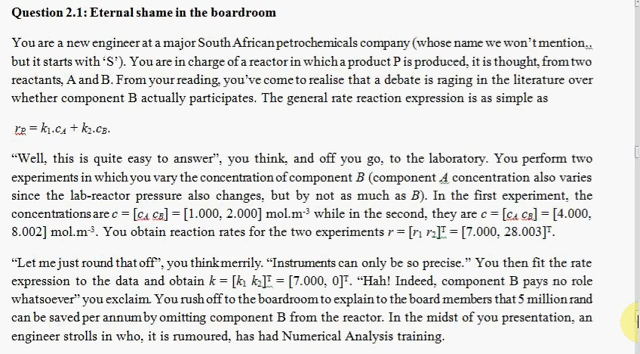 Question 2.1: Eternal shame in the boardroom
You are a new engineer at a major South African petrochemicals company (whose name we won't mention,,
but it starts with 'S'). You are in charge of a reactor in which a product P is produced, it is thought, from two
reactants, A and B. From your reading, you've come to realise that a debate is raging in the literature over
whether component B actually participates. The general rate reaction expression is as simple as
rP = k1.cA + k2.cB.
"Well, this is quite easy to answer", you think, and off you go, to the laboratory. You perform two
experiments in which you vary the concentration of component B (component A concentration also varies
since the lab-reactor pressure also changes, but by not as much as B). In the first experiment, the
concentrations are c = [cA cB] = [1.000, 2.000] mol.m-3 while in the second, they are c = [cA cB] = [4.000,
8.002] mol.m-3. You obtain reaction rates for the two experiments r = [r1 r2]T = [7.000, 28.003]T.
"Let me just round that off", you think merrily. "Instruments can only be so precise." You then fit the rate
expression to the data and obtain k = [k1 k2]T = [7.000, 0]T. "Hah! Indeed, component B pays no role
whatsoever" you exclaim. You rush off to the boardroom to explain to the board members that 5 million rand
can be saved per annum by omitting component B from the reactor. In the midst of you presentation, an
engineer strolls in who, it is rumoured, has had Numerical Analysis training.